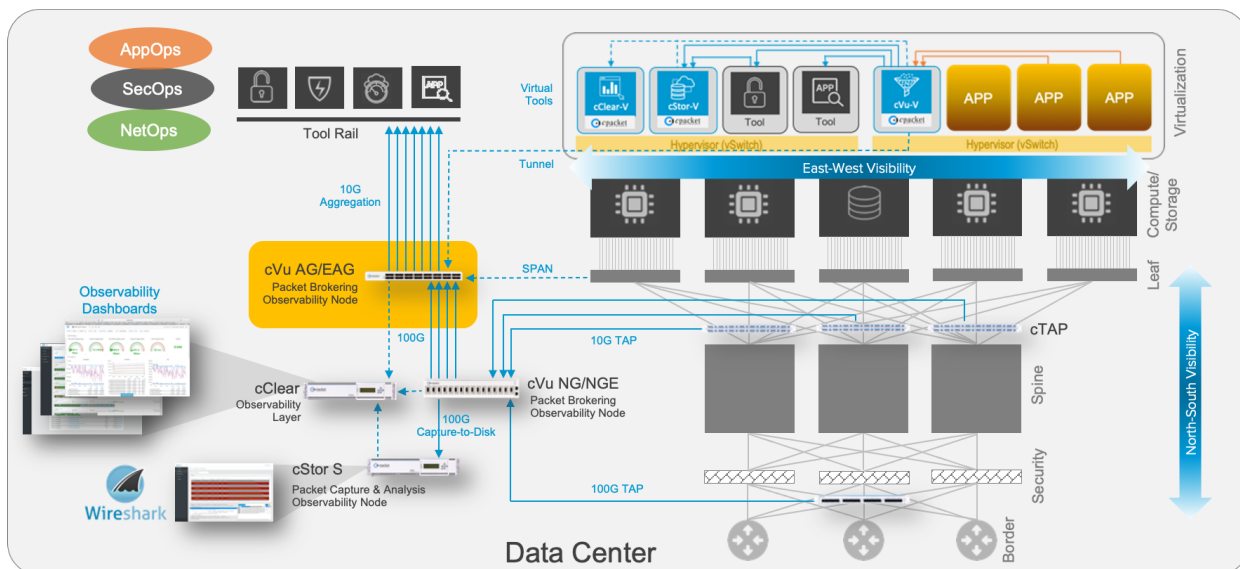 AppOps
SecOps
NetOps
APP
Tool Rail
Virtual
Tools
cClear-V
cpacket
cStor-V
cpacket
Tool
APP
Tool
cVu-V
cpacket
APP
APP
APP
Hypervisor (vSwitch)
Hypervisor (vSwitch)
Virtualization
Tunnel
East-West Visibility
10G
Aggregation
Compute/
Storage
cVu AG/EAG
Packet Brokering
Observability Node
SPAN
Leaf
Observability
Dashboards
100G
10G TAP
cTAP
cClear
Observability
Layer
cVu NG/NGE
Packet Brokering
Observability Node
Spine
North-South Visibility
100G
Capture-to-Disk
cStor S
Packet Capture & Analysis
Observability Node
Wireshark
100G TAP
Security
Border
Data Center